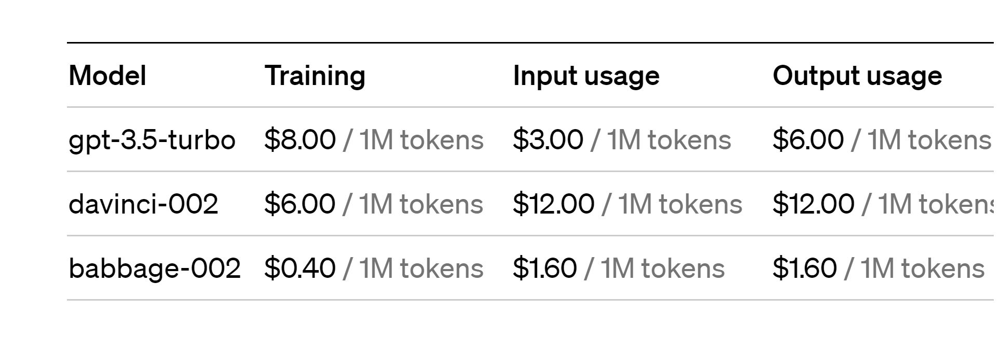 Model Training Input usage Output usage
gpt-3.5-turbo $8.00 / 1M tokens $3.00 / 1M tokens $6.00 / 1M tokens
davinci-002 $6.00 / 1M tokens $12.00 / 1M tokens $12.00 / 1M tokens
babbage-002 $0.40 / 1M tokens $1.60 / 1M tokens $1.60 / 1M tokens